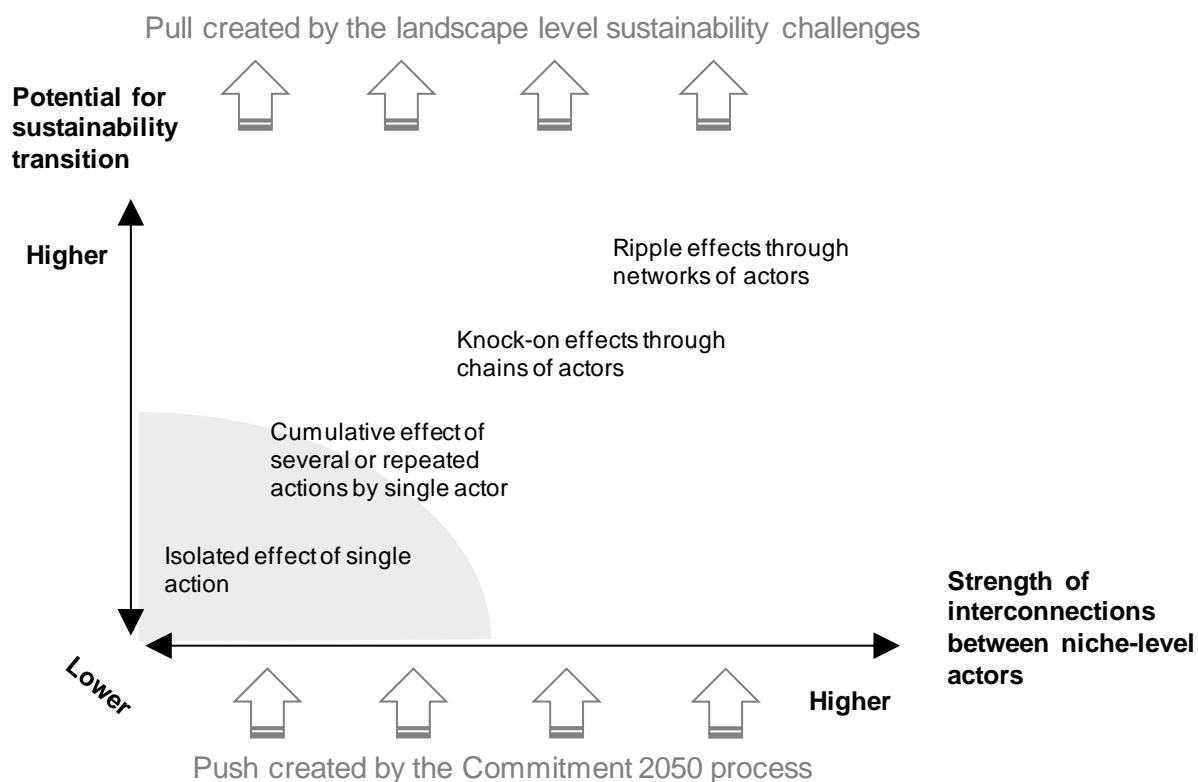 Pull created by the landscape level sustainability challenges
Potential for
sustainability
transition
Higher
Ripple effects through
networks of actors
Knock-on effects through
chains of actors
Cumulative effect of
several or repeated
actions by single actor
Isolated effect of single
action
Strength of
interconnections
between niche-level
actors
Lower
Higher
Push created by the Commitment 2050 process